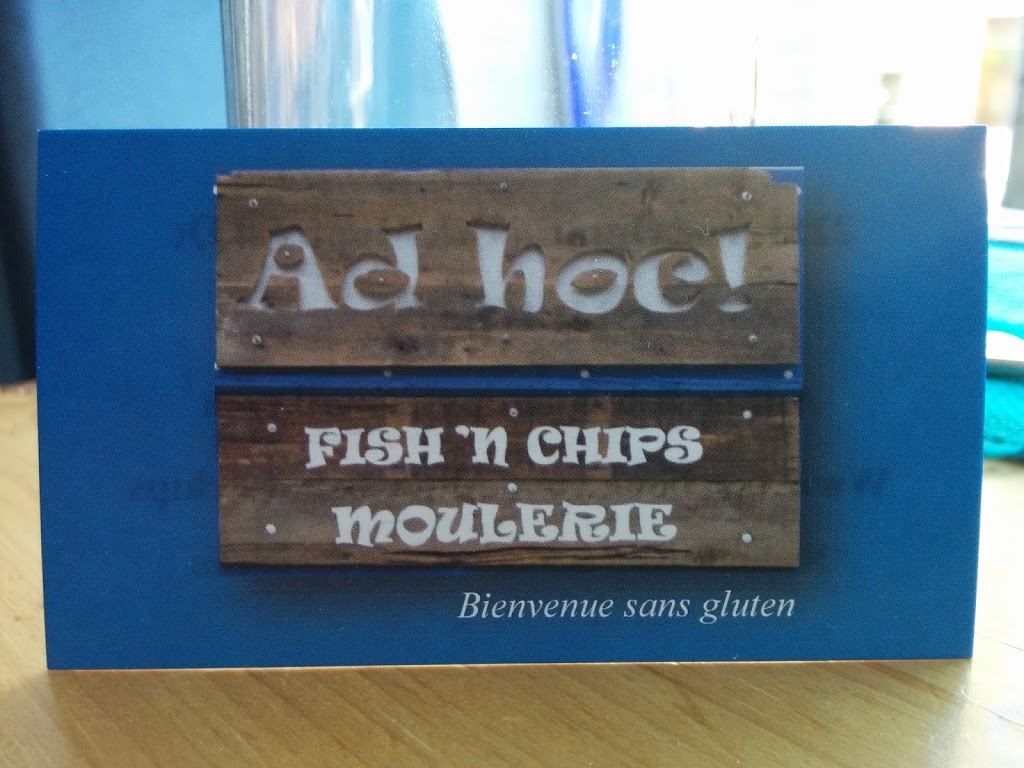 Ad hoc!
FISH 'N CHIPS
MOULERIE
Bienvenue sans gluten